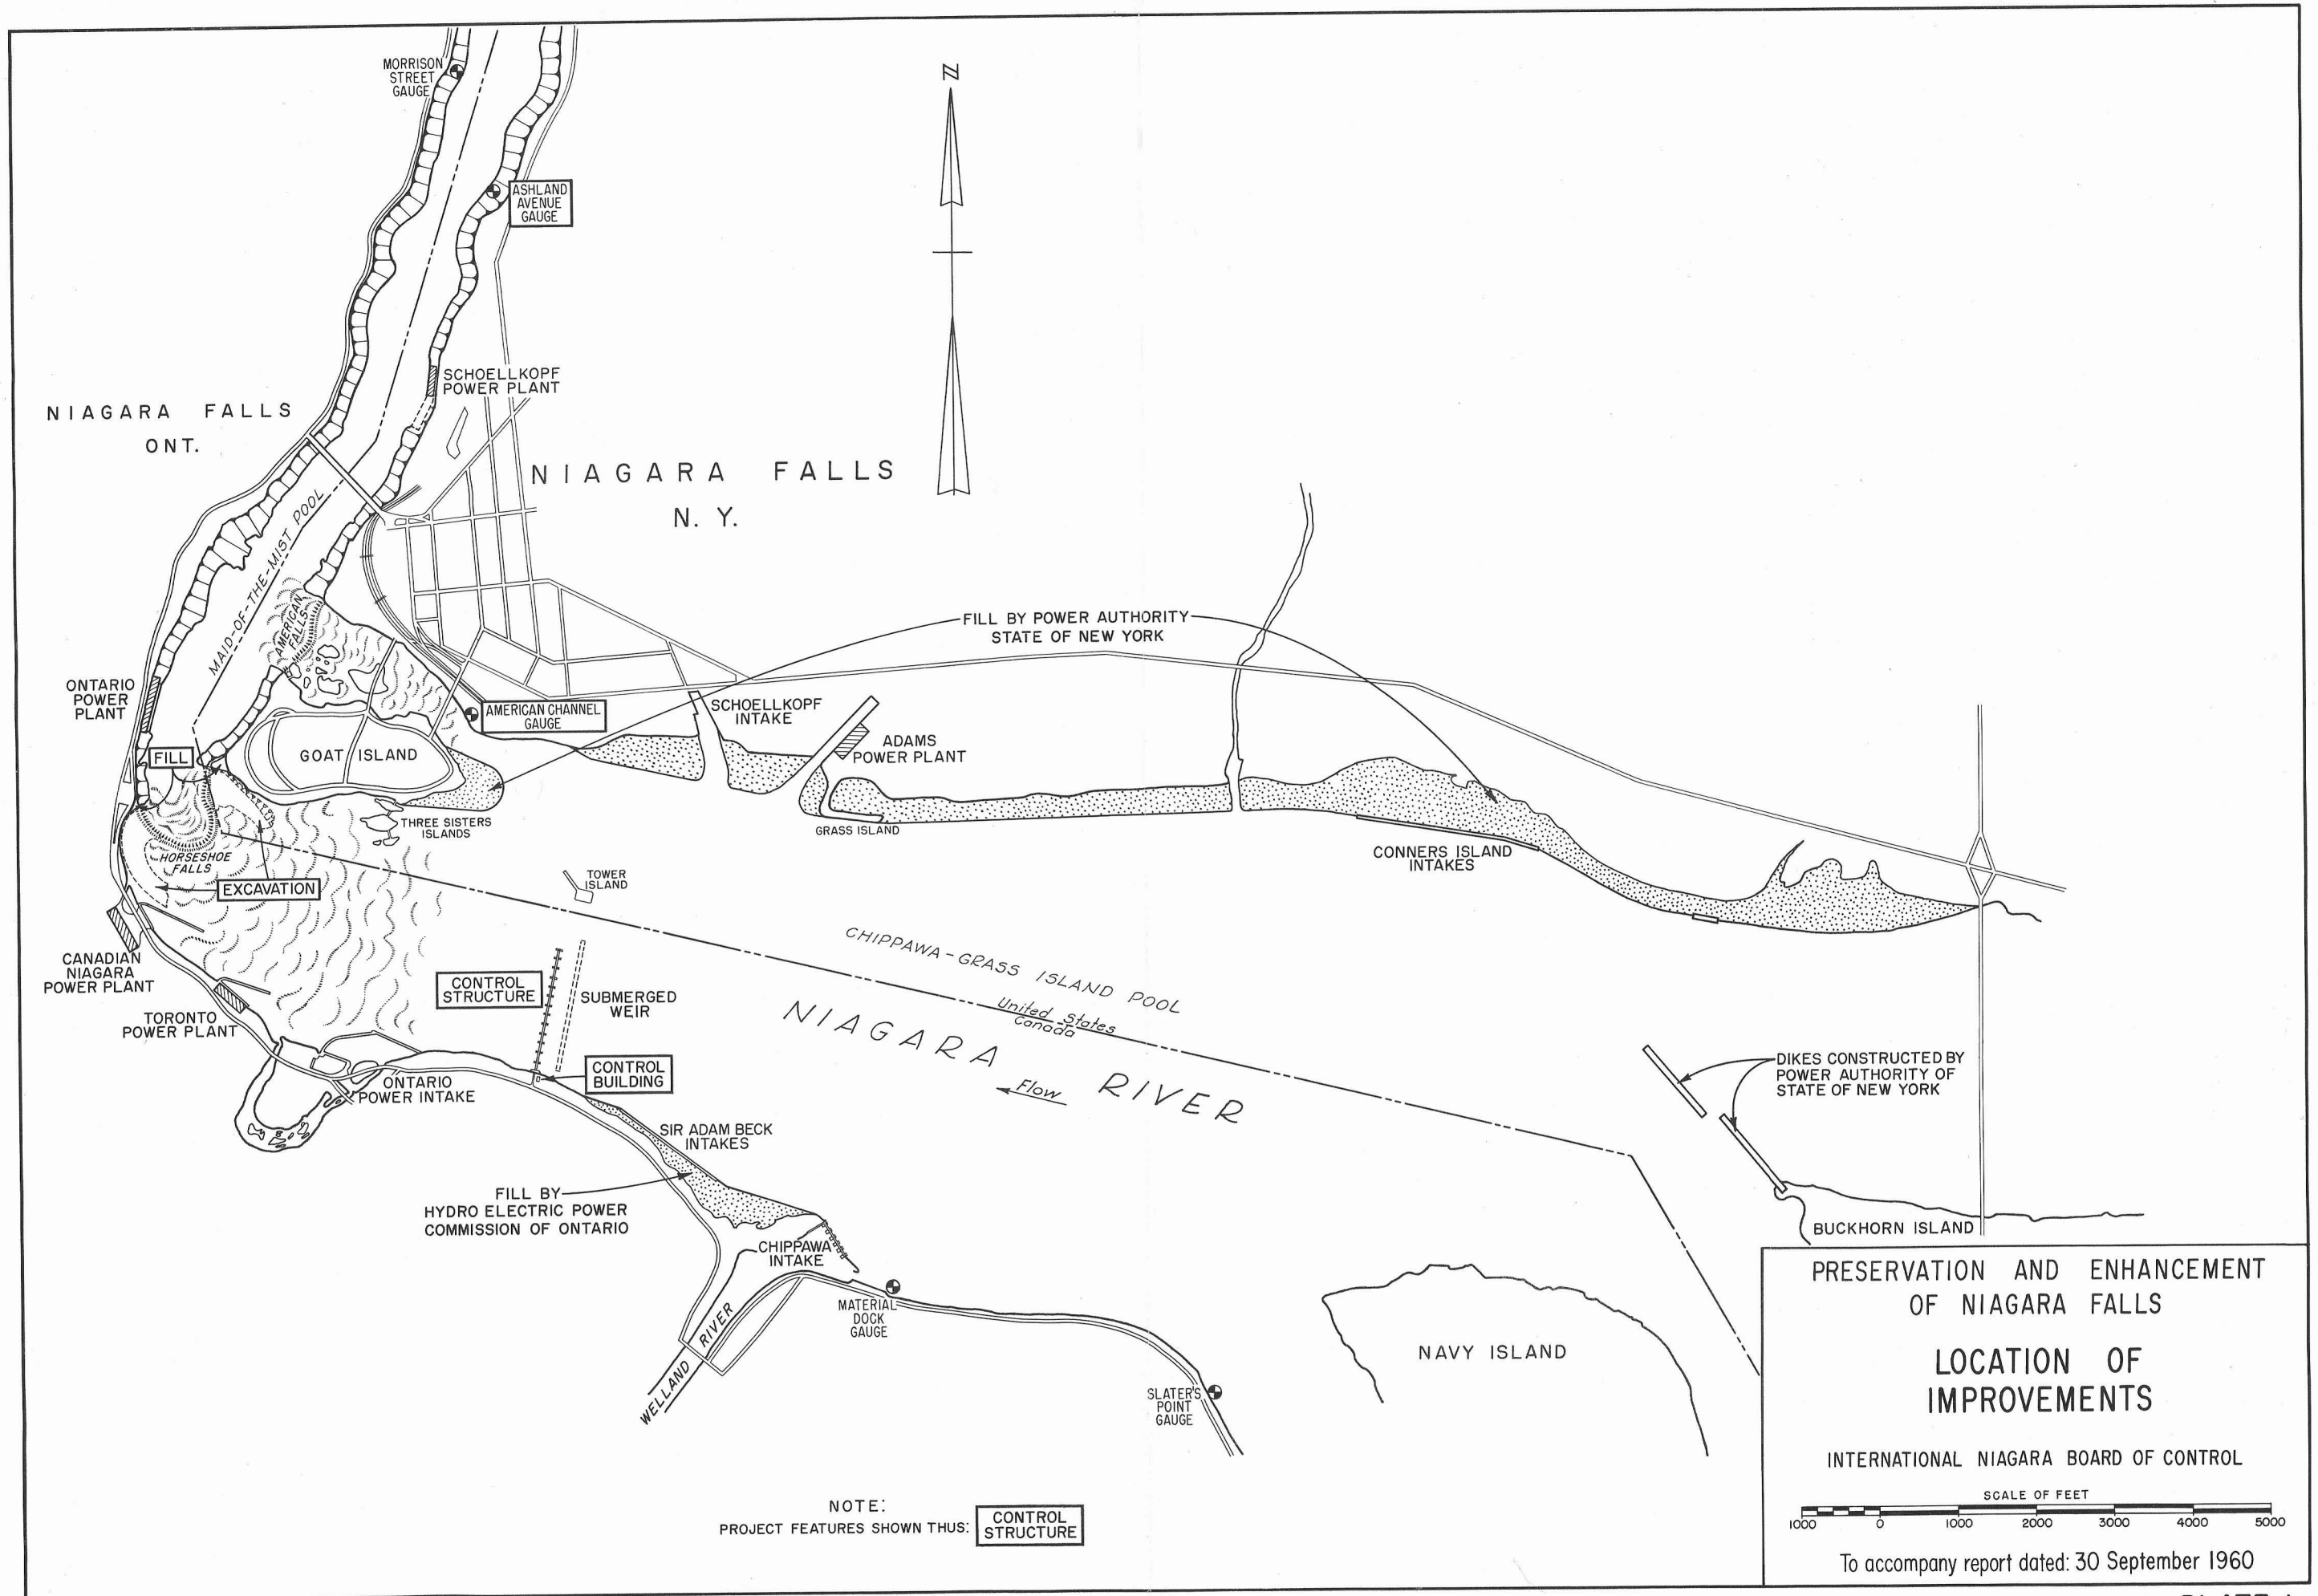 MORRISON
STREET
GAUGE
N
ASHLAND
AVENUE
GAUGE
SCHOELLKOPF
POWER PLANT
NIAGARA FALLS
ONT.
NIAGARA FALLS
N. Y.
MAID-OF-THE-MIST POOL
AMERICAN
FALLS
FILL BY POWER AUTHORITY
STATE OF NEW YORK
ONTARIO
POWER
PLANT
AMERICAN CHANNEL
GAUGE
SCHOELLKOPF
INTAKE
ADAMS
POWER PLANT
FILL
GOAT ISLAND
THREE SISTERS
ISLANDS
GRASS ISLAND
CONNERS ISLAND
INTAKES
HORSESHOE
FALLS
EXCAVATION
TOWER
ISLAND
CHIPPAWA-GRASS ISLAND POOL
United States
Canada
NIAGARA RIVER
Flow
CANADIAN
NIAGARA
POWER PLANT
CONTROL
STRUCTURE
SUBMERGED
WEIR
TORONTO
POWER PLANT
CONTROL
BUILDING
ONTARIO
POWER INTAKE
DIKES CONSTRUCTED BY
POWER AUTHORITY OF
STATE OF NEW YORK
SIR ADAM BECK
INTAKES
FILL BY
HYDRO ELECTRIC POWER
COMMISSION OF ONTARIO
CHIPPAWA
INTAKE
BUCKHORN ISLAND
MATERIAL
DOCK
GAUGE
WELLAND RIVER
NAVY ISLAND
SLATER'S
POINT
GAUGE
PRESERVATION AND ENHANCEMENT
OF NIAGARA FALLS
LOCATION OF
IMPROVEMENTS
INTERNATIONAL NIAGARA BOARD OF CONTROL
SCALE OF FEET
1000 0 1000 2000 3000 4000 5000
To accompany report dated: 30 September 1960
NOTE:
PROJECT FEATURES SHOWN THUS:
CONTROL
STRUCTURE